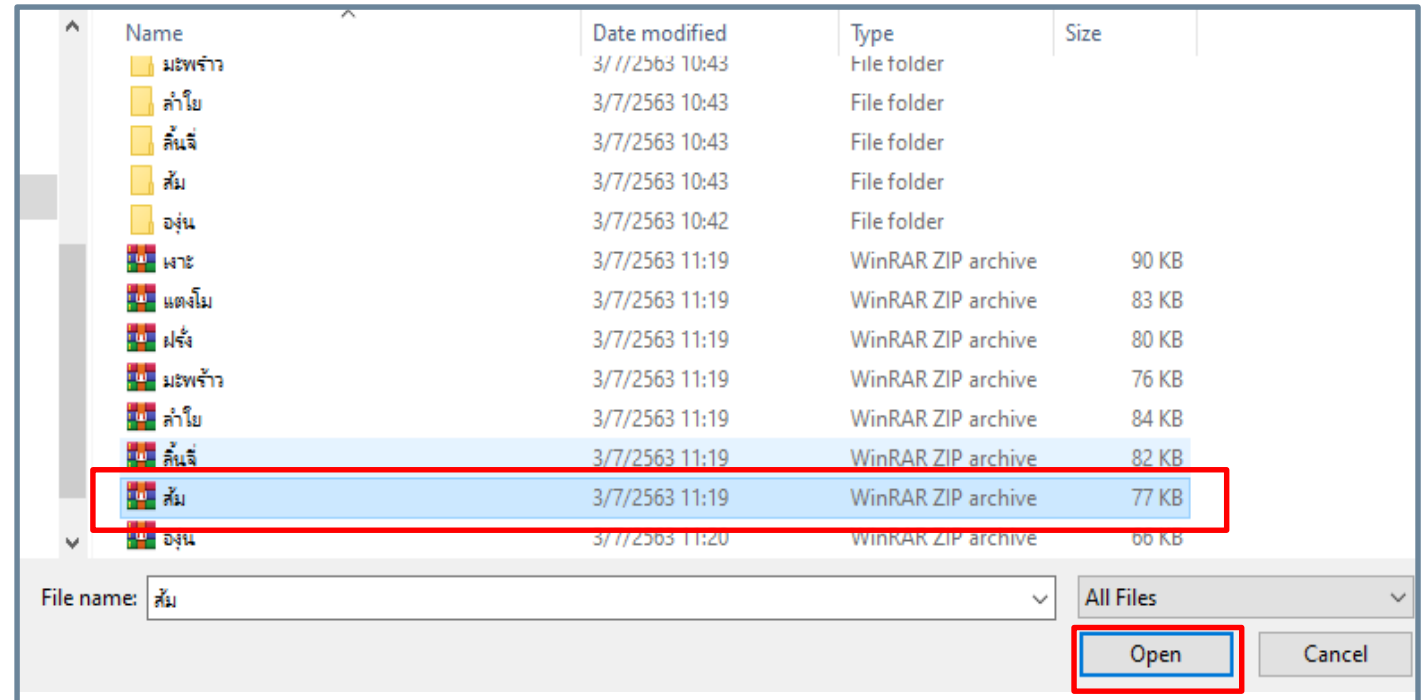 Name Date modified Type Size
มะพร้าว 3/7/2563 10:43 File folder
ลำใย 3/7/2563 10:43 File folder
ลิ้นจี่ 3/7/2563 10:43 File folder
ส้ม 3/7/2563 10:43 File folder
องุ่น 3/7/2563 10:42 File folder
เงาะ 3/7/2563 11:19 WinRAR ZIP archive 90 KB
แตงโม 3/7/2563 11:19 WinRAR ZIP archive 83 KB
ฝรั่ง 3/7/2563 11:19 WinRAR ZIP archive 80 KB
มะพร้าว 3/7/2563 11:19 WinRAR ZIP archive 76 KB
ลำใย 3/7/2563 11:19 WinRAR ZIP archive 84 KB
ลิ้นจี่ 3/7/2563 11:19 WinRAR ZIP archive 82 KB
ส้ม 3/7/2563 11:19 WinRAR ZIP archive 77 KB
องุ่น 3/7/2563 11:20 WinRAR ZIP archive 66 KB
File name: ส้ม All Files
Open Cancel